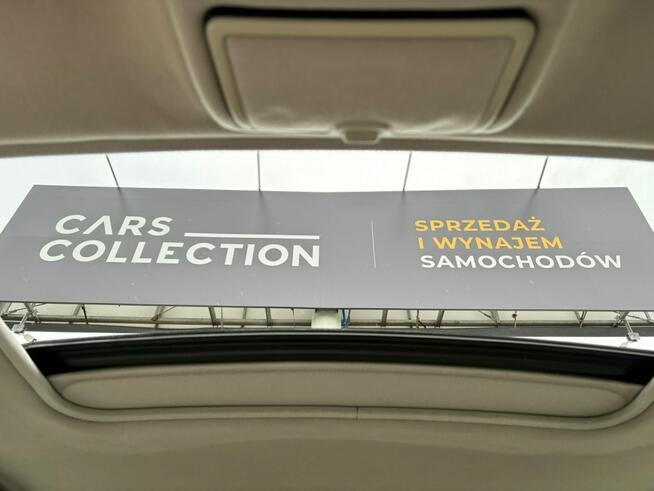 CARS
COLLECTION
SPRZEDAŻ
I WYNAJEM
SAMOCHODÓW